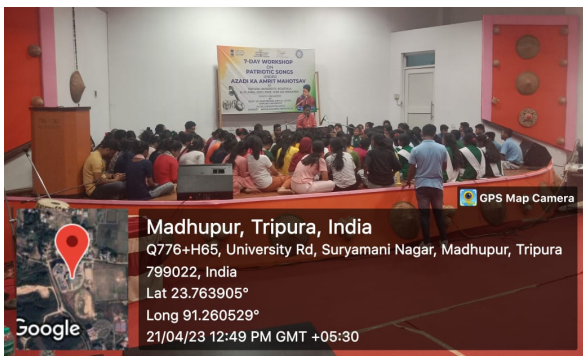 7-DAY WORKSHOP
ON
PATRIOTIC SONGS
UNDER
AZADI KA AMRIT MAHOTSAV
GPS Map Camera
Madhupur, Tripura, India
Q776+H65, University Rd, Suryamani Nagar, Madhupur, Tripura
799022, India
Lat 23.763905°
Long 91.260529°
21/04/23 12:49 PM GMT +05:30
Google